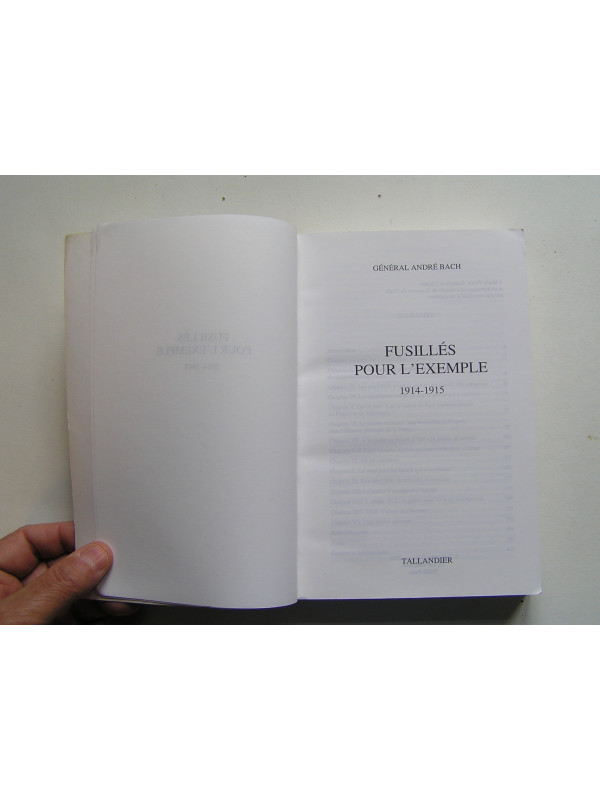 GÉNÉRAL ANDRÉ BACH
FUSILLÉS
POUR L'EXEMPLE
1914-1915
TALLANDIER